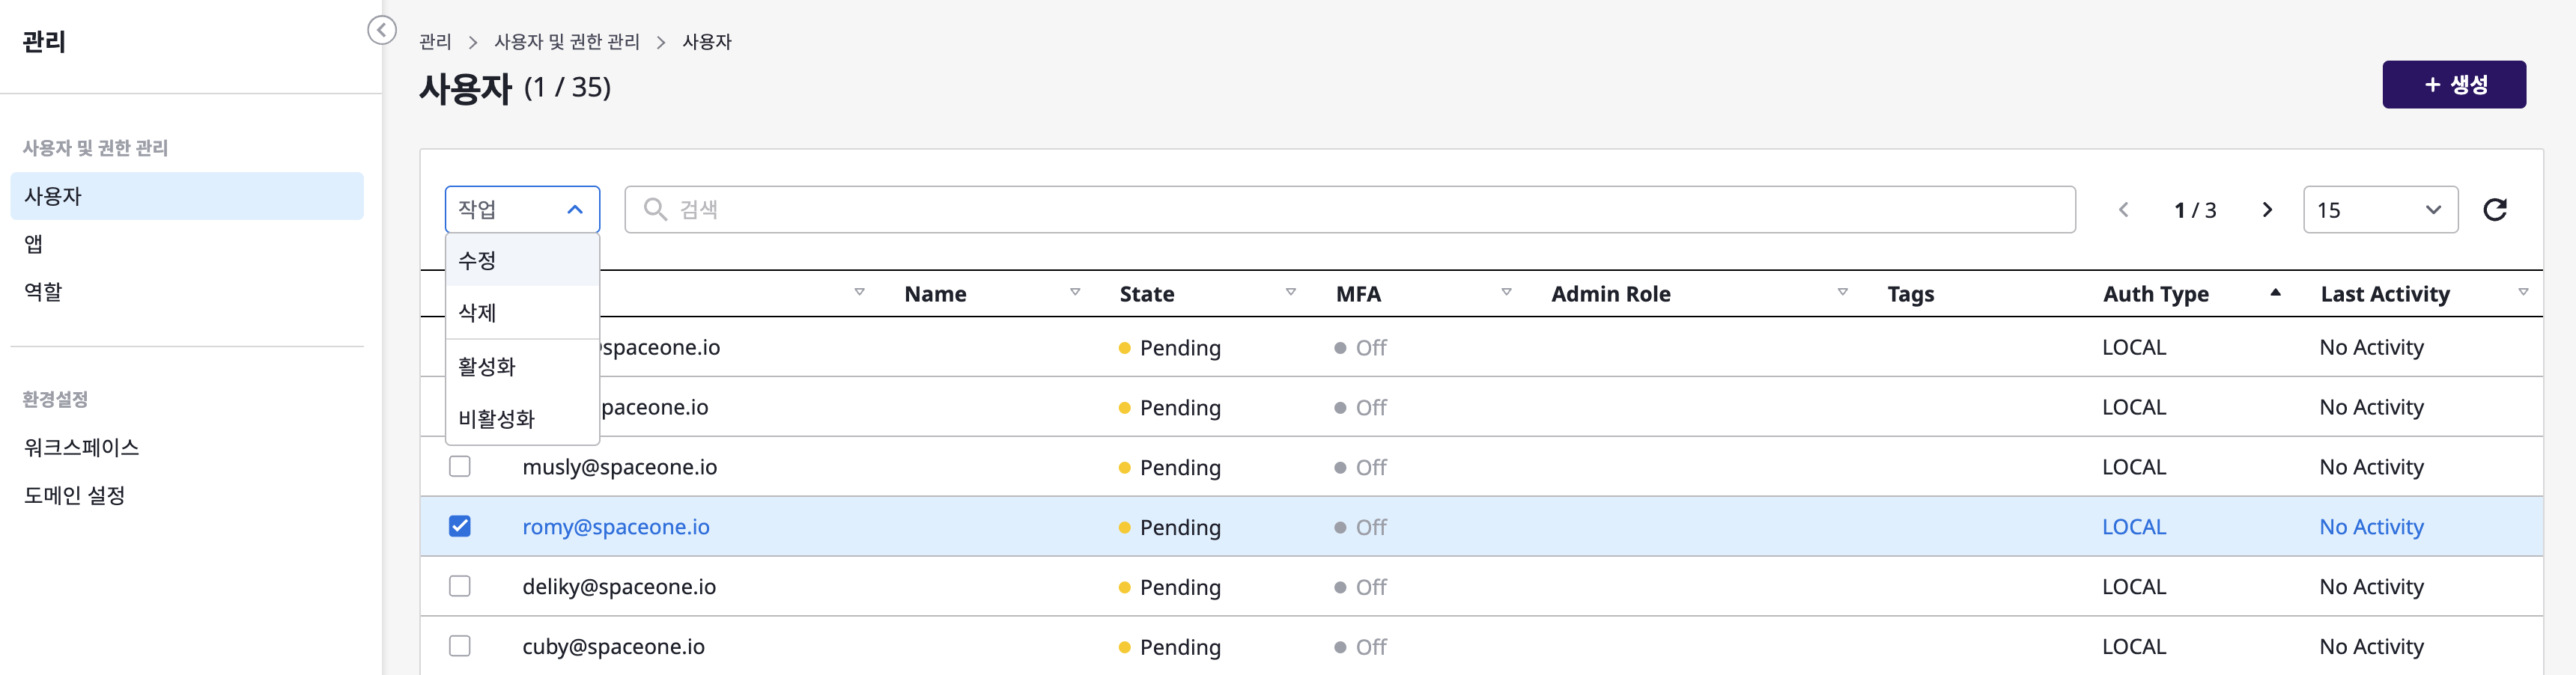 관리
사용자 및 권한 관리
사용자
앱
역할
환경설정
워크스페이스
도메인 설정
관리 > 사용자 및 권한 관리 > 사용자
사용자 (1 / 35)
+ 생성
작업
검색
1 / 3
15
수정
삭제
활성화
비활성화
Name State MFA Admin Role Tags Auth Type Last Activity
spaceone.io Pending Off LOCAL No Activity
paceone.io Pending Off LOCAL No Activity
musly@spaceone.io Pending Off LOCAL No Activity
romy@spaceone.io Pending Off LOCAL No Activity
deliky@spaceone.io Pending Off LOCAL No Activity
cuby@spaceone.io Pending Off LOCAL No Activity